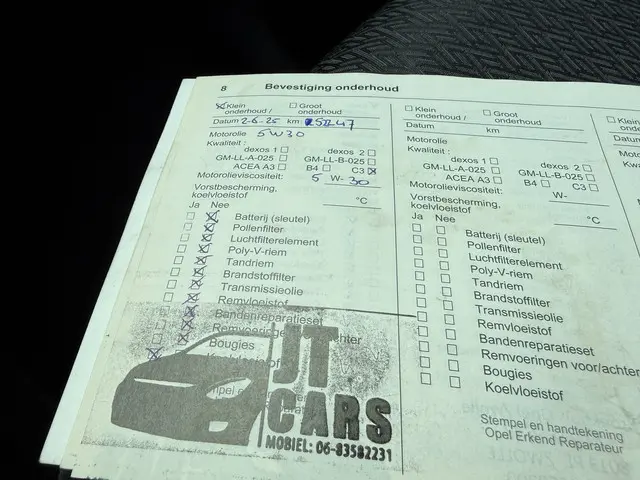 8 Bevestiging onderhoud
Klein onderhoud / Groot onderhoud
Datum 2-6-25 km
Motorolie 5W30
Kwaliteit:
dexos 1 dexos 2
GM-LL-A-025 GM-LL-B-025
ACEA A3 B4 C3
Motorolieviscositeit: 5 W- 30
Vorstbescherming,
koelvloeistof °C
Ja Nee
Batterij (sleutel)
Pollenfilter
Luchtfilterelement
Poly-V-riem
Tandriem
Brandstoffilter
Transmissieolie
Remvloeistof
Bandenreparatieset
Remvoeringen
Bougies
JT
CARS
MOBIEL: 06-83582231
Klein onderhoud / Groot onderhoud
Datum km
Motorolie
Kwaliteit:
dexos 1 dexos 2
GM-LL-A-025 GM-LL-B-025
ACEA A3 B4 C3
Motorolieviscositeit: W-
Vorstbescherming,
koelvloeistof °C
Ja Nee
Batterij (sleutel)
Pollenfilter
Luchtfilterelement
Poly-V-riem
Tandriem
Brandstoffilter
Transmissieolie
Remvloeistof
Bandenreparatieset
Remvoeringen voor/achter
Bougies
Koelvloeistof
Stempel en handtekening
Opel Erkend Reparateur